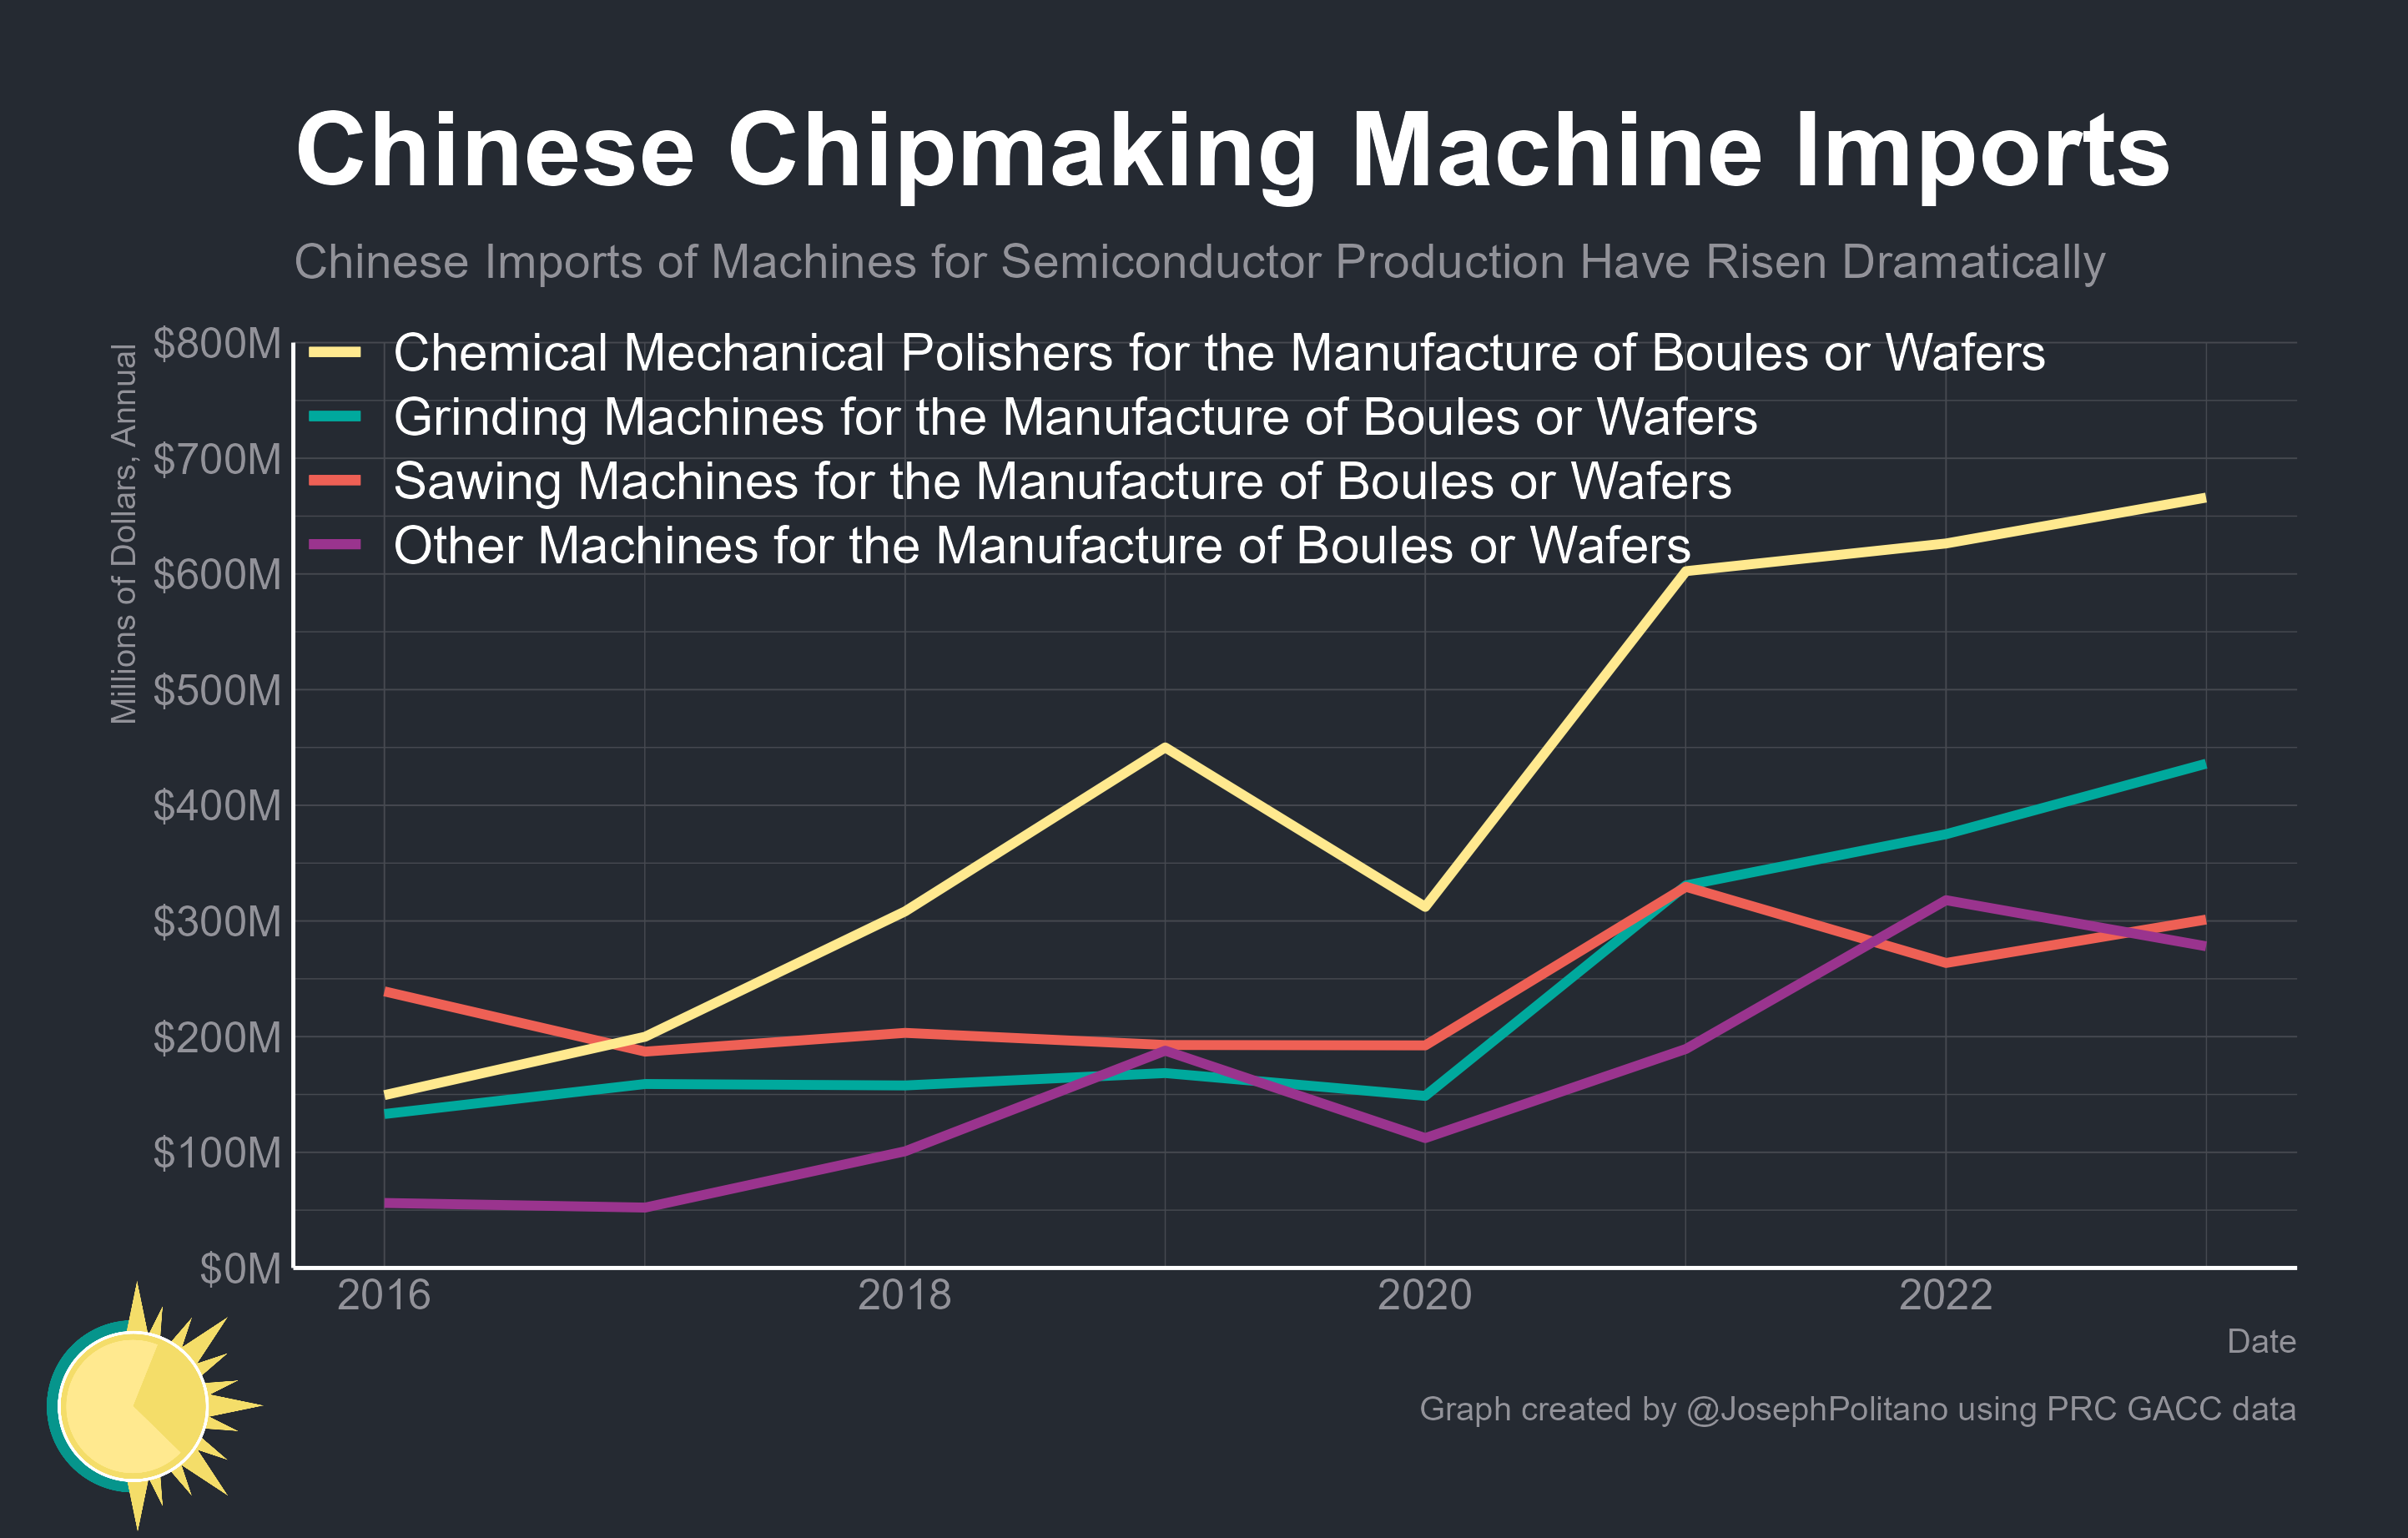 Chinese Chipmaking Machine Imports
Chinese Imports of Machines for Semiconductor Production Have Risen Dramatically
Millions of Dollars, Annual
$800M
$700M
$600M
$500M
$400M
$300M
$200M
$100M
$0M
Chemical Mechanical Polishers for the Manufacture of Boules or Wafers
Grinding Machines for the Manufacture of Boules or Wafers
Sawing Machines for the Manufacture of Boules or Wafers
Other Machines for the Manufacture of Boules or Wafers
2016 2018 2020 2022
Date
Graph created by @JosephPolitano using PRC GACC data